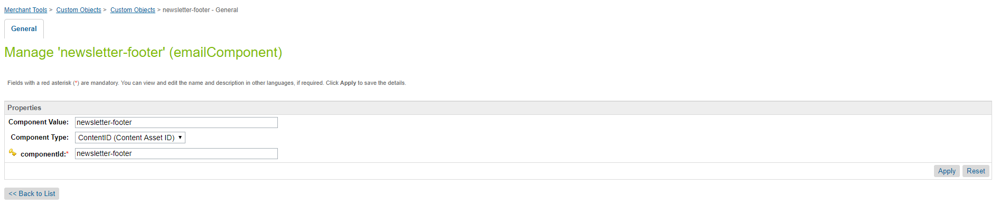 Merchant Tools > Custom Objects > Custom Objects > newsletter-footer - General
General
Manage 'newsletter-footer' (emailComponent)
Fields with a red asterisk (*) are mandatory. You can view and edit the name and description in other languages, if required. Click Apply to save the details.
Properties
Component Value: newsletter-footer
Component Type: ContentID (Content Asset ID)
componentId:* newsletter-footer
Apply Reset
<< Back to List